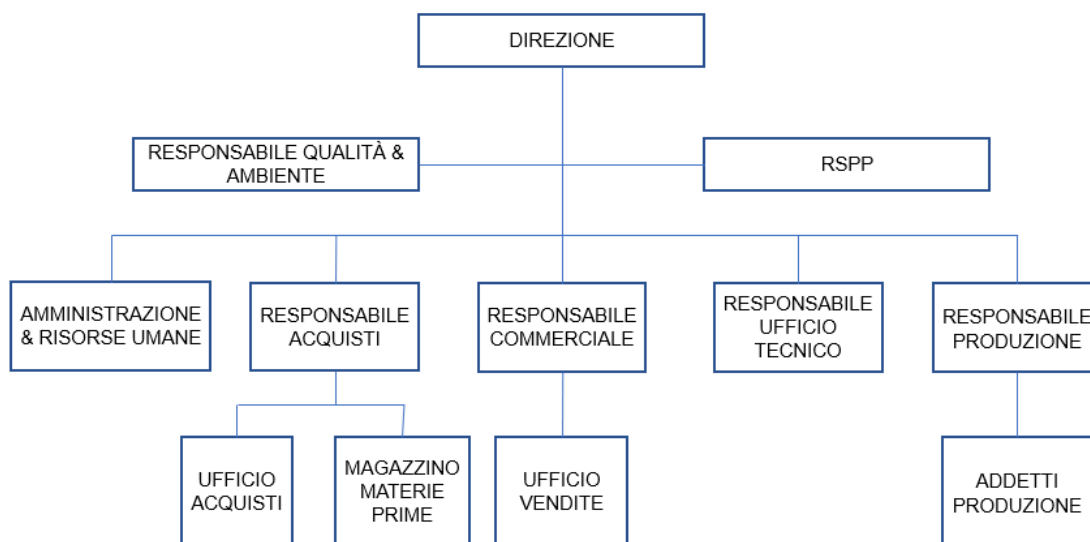 DIREZIONE
RESPONSABILE QUALITÀ &
AMBIENTE
RSPP
AMMINISTRAZIONE
& RISORSE UMANE
RESPONSABILE
ACQUISTI
RESPONSABILE
COMMERCIALE
RESPONSABILE
UFFICIO
TECNICO
RESPONSABILE
PRODUZIONE
UFFICIO
ACQUISTI
MAGAZZINO
MATERIE
PRIME
UFFICIO
VENDITE
ADDETTI
PRODUZIONE